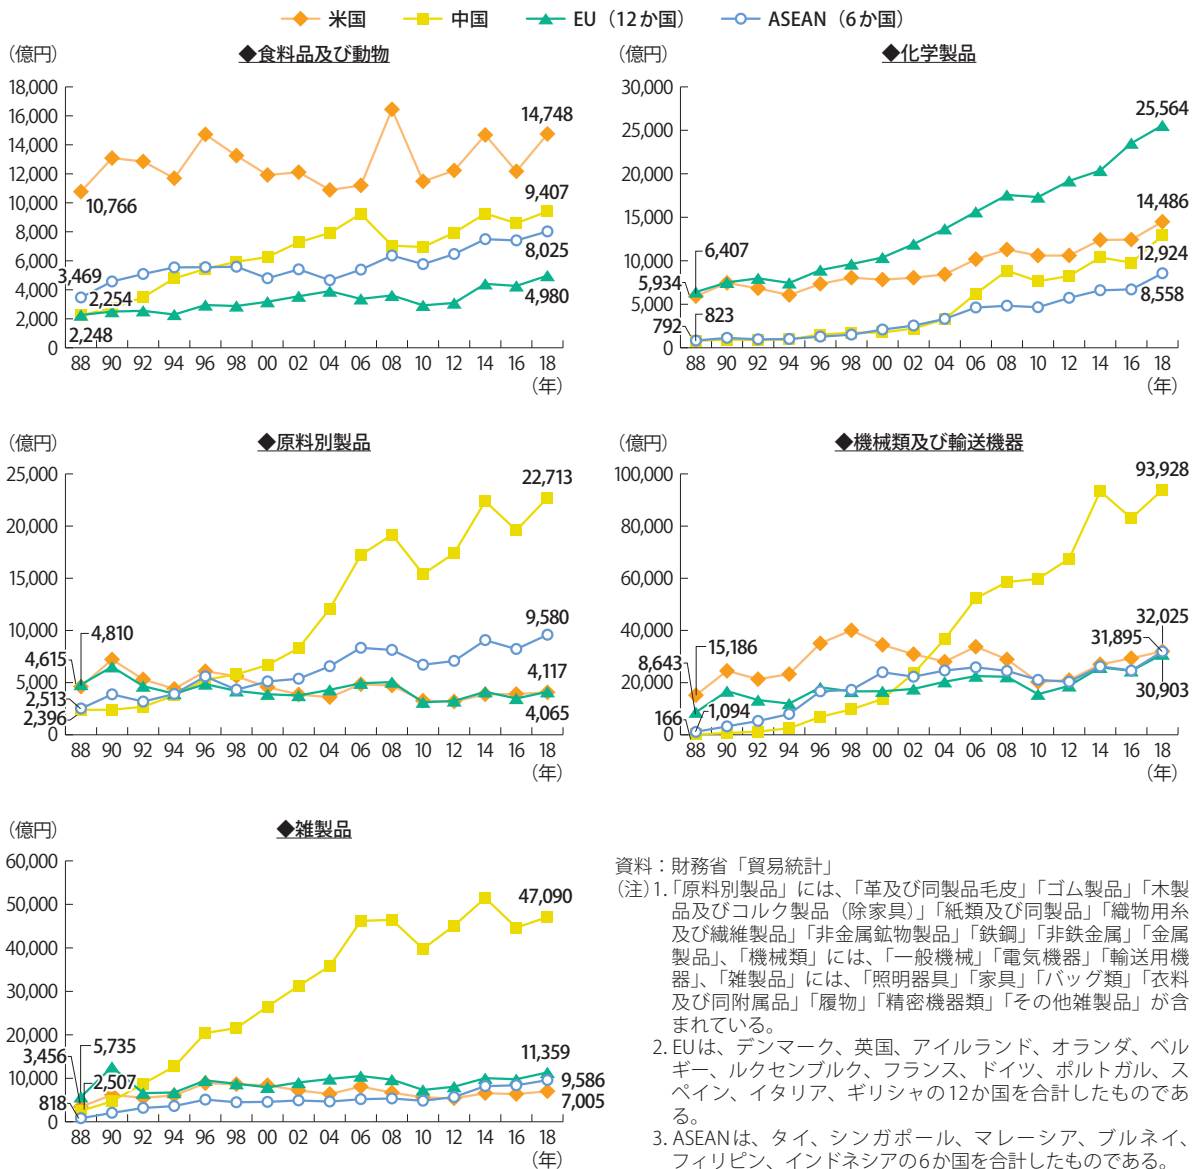 米国 中国 EU（12か国） ASEAN（6か国）
（億円）
◆食料品及び動物
18,000
16,000
14,000
12,000
10,000
8,000
6,000
4,000
2,000
0
14,748
10,766
9,407
8,025
3,469
2,254
4,980
2,248
88 90 92 94 96 98 00 02 04 06 08 10 12 14 16 18
（年）
（億円）
◆化学製品
30,000
25,000
20,000
15,000
10,000
5,000
0
25,564
14,486
6,407
12,924
5,934
8,558
823
792
88 90 92 94 96 98 00 02 04 06 08 10 12 14 16 18
（年）
（億円）
◆原料別製品
25,000
20,000
15,000
10,000
5,000
0
22,713
9,580
4,810
4,615
4,117
2,513
4,065
2,396
88 90 92 94 96 98 00 02 04 06 08 10 12 14 16 18
（年）
（億円）
◆機械類及び輸送機器
100,000
80,000
60,000
40,000
20,000
0
93,928
32,025
31,895
15,186
8,643
30,903
1,094
166
88 90 92 94 96 98 00 02 04 06 08 10 12 14 16 18
（年）
（億円）
◆雑製品
60,000
50,000
40,000
30,000
20,000
10,000
0
47,090
5,735
3,456
11,359
2,507
9,586
818
7,005
88 90 92 94 96 98 00 02 04 06 08 10 12 14 16 18
（年）
資料：財務省「貿易統計」
（注）1.「原料別製品」には、「革及び同製品毛皮」「ゴム製品」「木製
品及びコルク製品（除家具）」「紙類及び同製品」「織物用糸
及び繊維製品」「非金属鉱物製品」「鉄鋼」「非鉄金属」「金属
製品」、「機械類」には、「一般機械」「電気機器」「輸送用機
器」、「雑製品」には、「照明器具」「家具」「バッグ類」「衣料
及び同附属品」「履物」「精密機器類」「その他雑製品」が含
まれている。
2. EUは、デンマーク、英国、アイルランド、オランダ、ベル
ギー、ルクセンブルク、フランス、ドイツ、ポルトガル、ス
ペイン、イタリア、ギリシャの12か国を合計したものであ
る。
3. ASEANは、タイ、シンガポール、マレーシア、ブルネイ、
フィリピン、インドネシアの6か国を合計したものである。